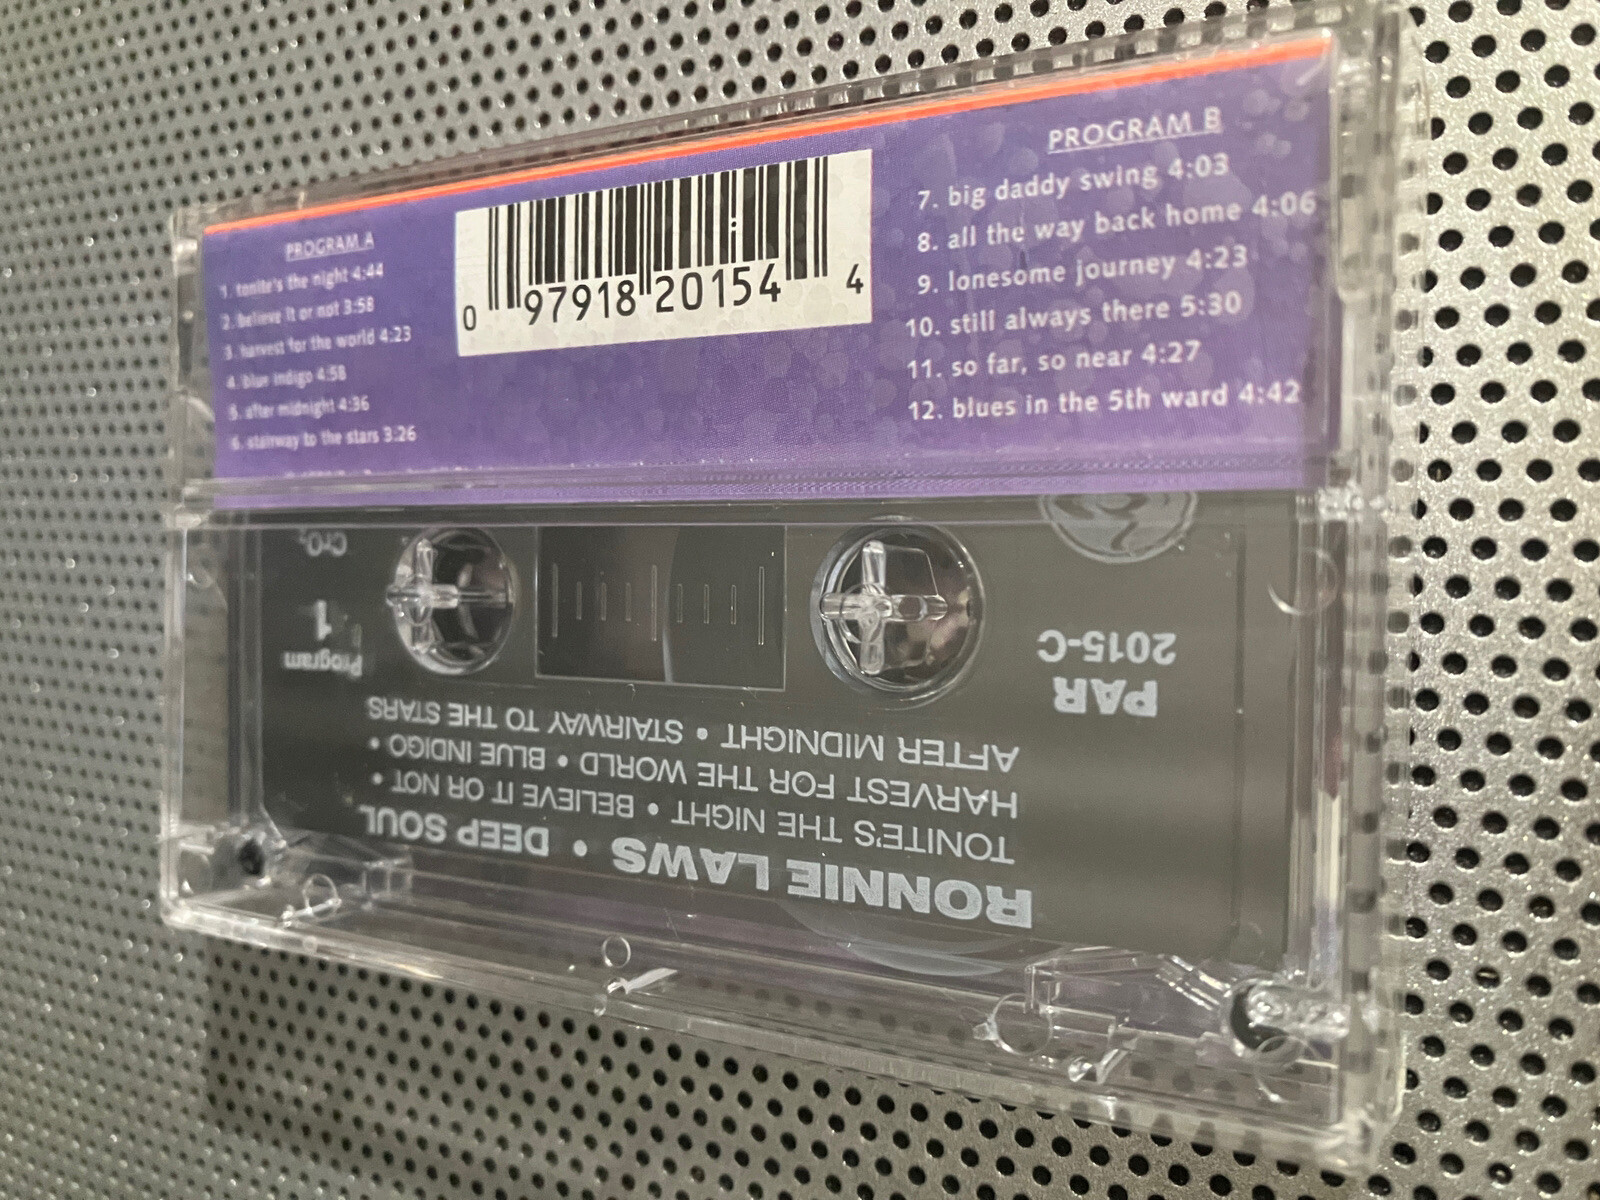 PROGRAM A
1. tonite's the night 4:44
2. believe it or not 3:58
3. harvest for the world 4:23
4. blue indigo 4:58
5. after midnight 4:36
6. stairway to the stars 3:26
0 97918 20154 4
PROGRAM B
7. big daddy swing 4:03
8. all the way back home 4:06
9. lonesome journey 4:23
10. still always there 5:30
11. so far, so near 4:27
12. blues in the 5th ward 4:42
RONNIE LAWS • DEEP SOUL
TONITE'S THE NIGHT • BELIEVE IT OR NOT •
HARVEST FOR THE WORLD • BLUE INDIGO •
AFTER MIDNIGHT • STAIRWAY TO THE STARS
PAR
2015-C
Program
1
CrO₂